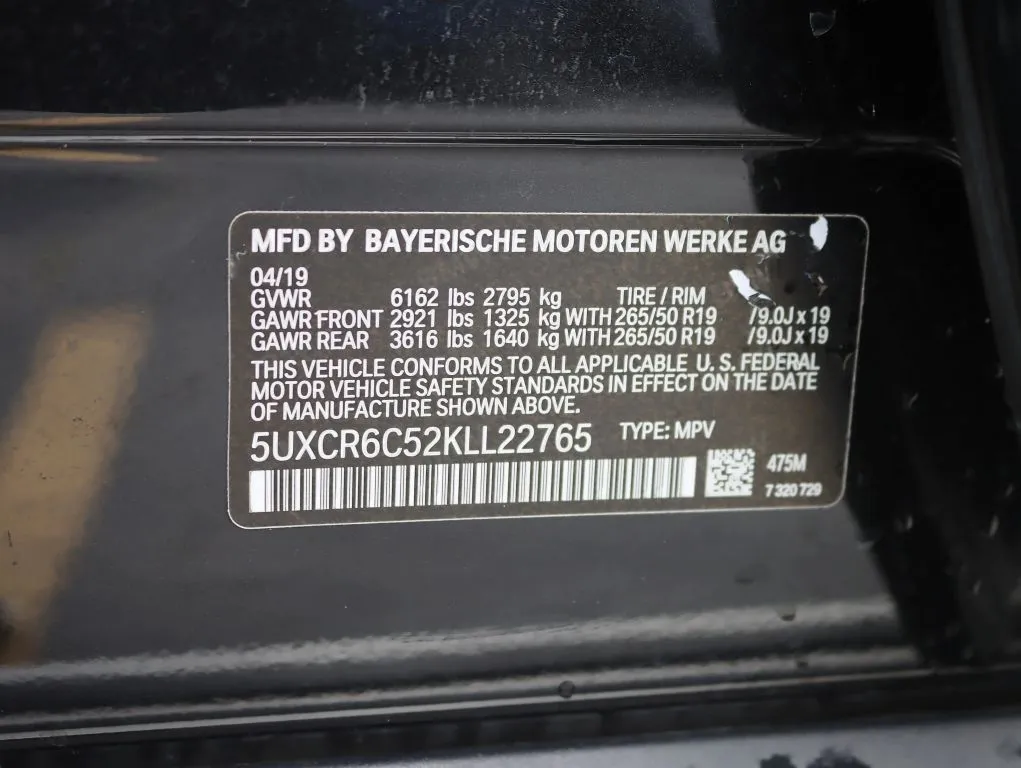 MFD BY BAYERISCHE MOTOREN WERKE AG
04/19
GVWR 6162 lbs 2795 kg TIRE / RIM
GAWR FRONT 2921 lbs 1325 kg WITH 265/50 R19 /9.0J x 19
GAWR REAR 3616 lbs 1640 kg WITH 265/50 R19 /9.0J x 19
THIS VEHICLE CONFORMS TO ALL APPLICABLE U. S. FEDERAL
MOTOR VEHICLE SAFETY STANDARDS IN EFFECT ON THE DATE
OF MANUFACTURE SHOWN ABOVE.
5UXCR6C52KLL22765 TYPE: MPV
475M
7 320 729